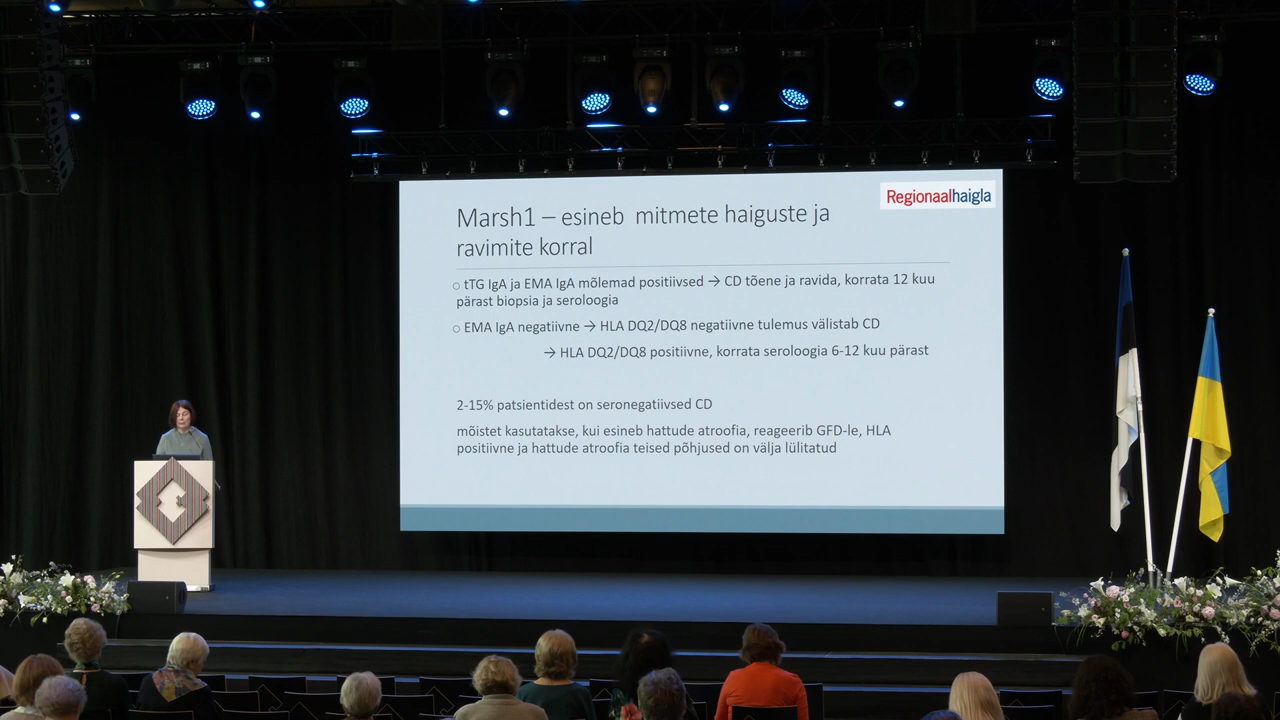 Regionaalhaigla
Marsh1 – esineb mitmete haiguste ja
ravimite korral
○ tTG IgA ja EMA IgA mõlemad positiivsed → CD tõene ja ravida, korrata 12 kuu
pärast biopsia ja seroloogia
○ EMA IgA negatiivne → HLA DQ2/DQ8 negatiivne tulemus välistab CD
→ HLA DQ2/DQ8 positiivne, korrata seroloogia 6-12 kuu pärast
2-15% patsientidest on seronegatiivsed CD
mõistet kasutatakse, kui esineb hattude atroofia, reageerib GFD-le, HLA
positiivne ja hattude atroofia teised põhjused on välja lülitatud